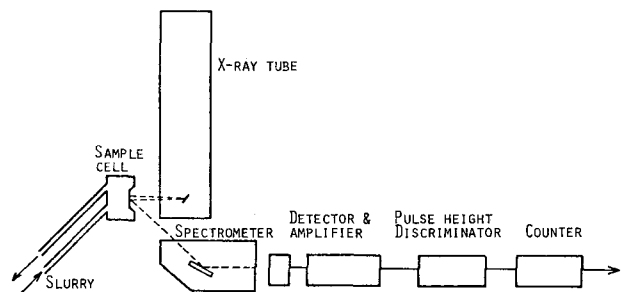 X-RAY TUBE
SAMPLE
CELL
SPECTROMETER
DETECTOR &
AMPLIFIER
PULSE HEIGHT
DISCRIMINATOR
COUNTER
SLURRY